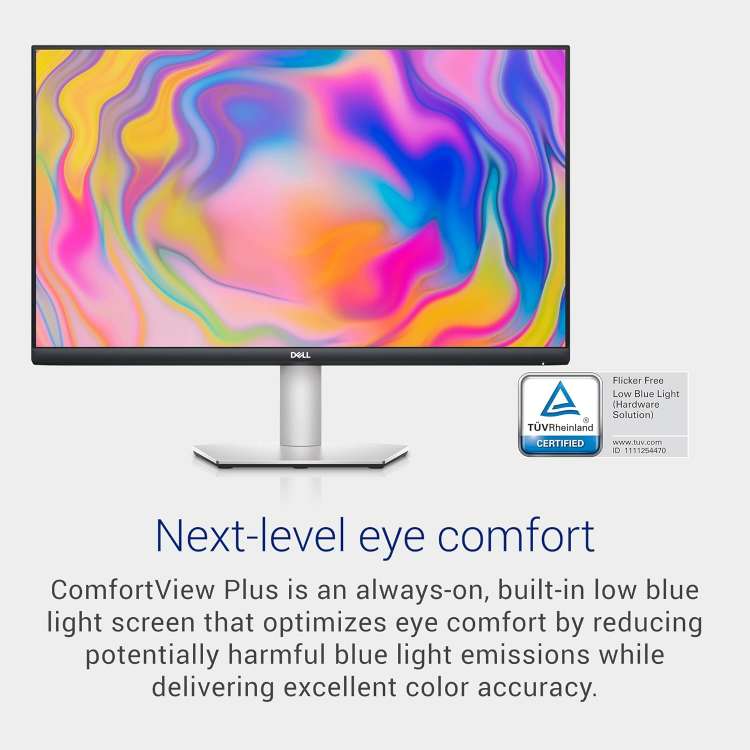 DELL
TÜVRheinland®
CERTIFIED
Flicker Free
Low Blue Light
(Hardware
Solution)
www.tuv.com
ID 1111254470
Next-level eye comfort
ComfortView Plus is an always-on, built-in low blue
light screen that optimizes eye comfort by reducing
potentially harmful blue light emissions while
delivering excellent color accuracy.